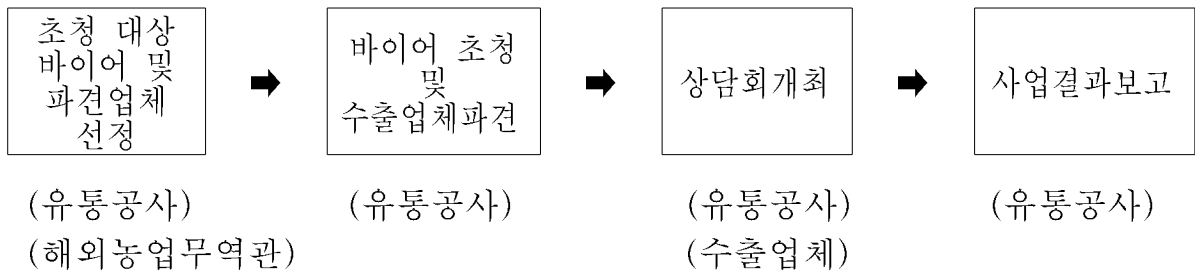 초청 대상
바이어 및
파견업체
선정
바이어 초청
및
수출업체파견
상담회개최
사업결과보고
(유통공사)
(해외농업무역관)
(유통공사)
(유통공사)
(수출업체)
(유통공사)